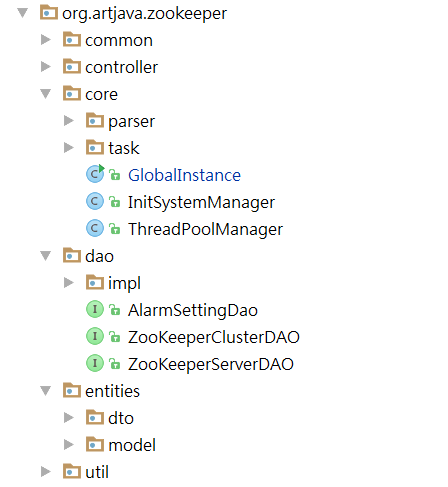 org.artjava.zookeeper
common
controller
core
parser
task
C GlobalInstance
C InitSystemManager
C ThreadPoolManager
dao
impl
I AlarmSettingDao
I ZooKeeperClusterDAO
I ZooKeeperServerDAO
entities
dto
model
util